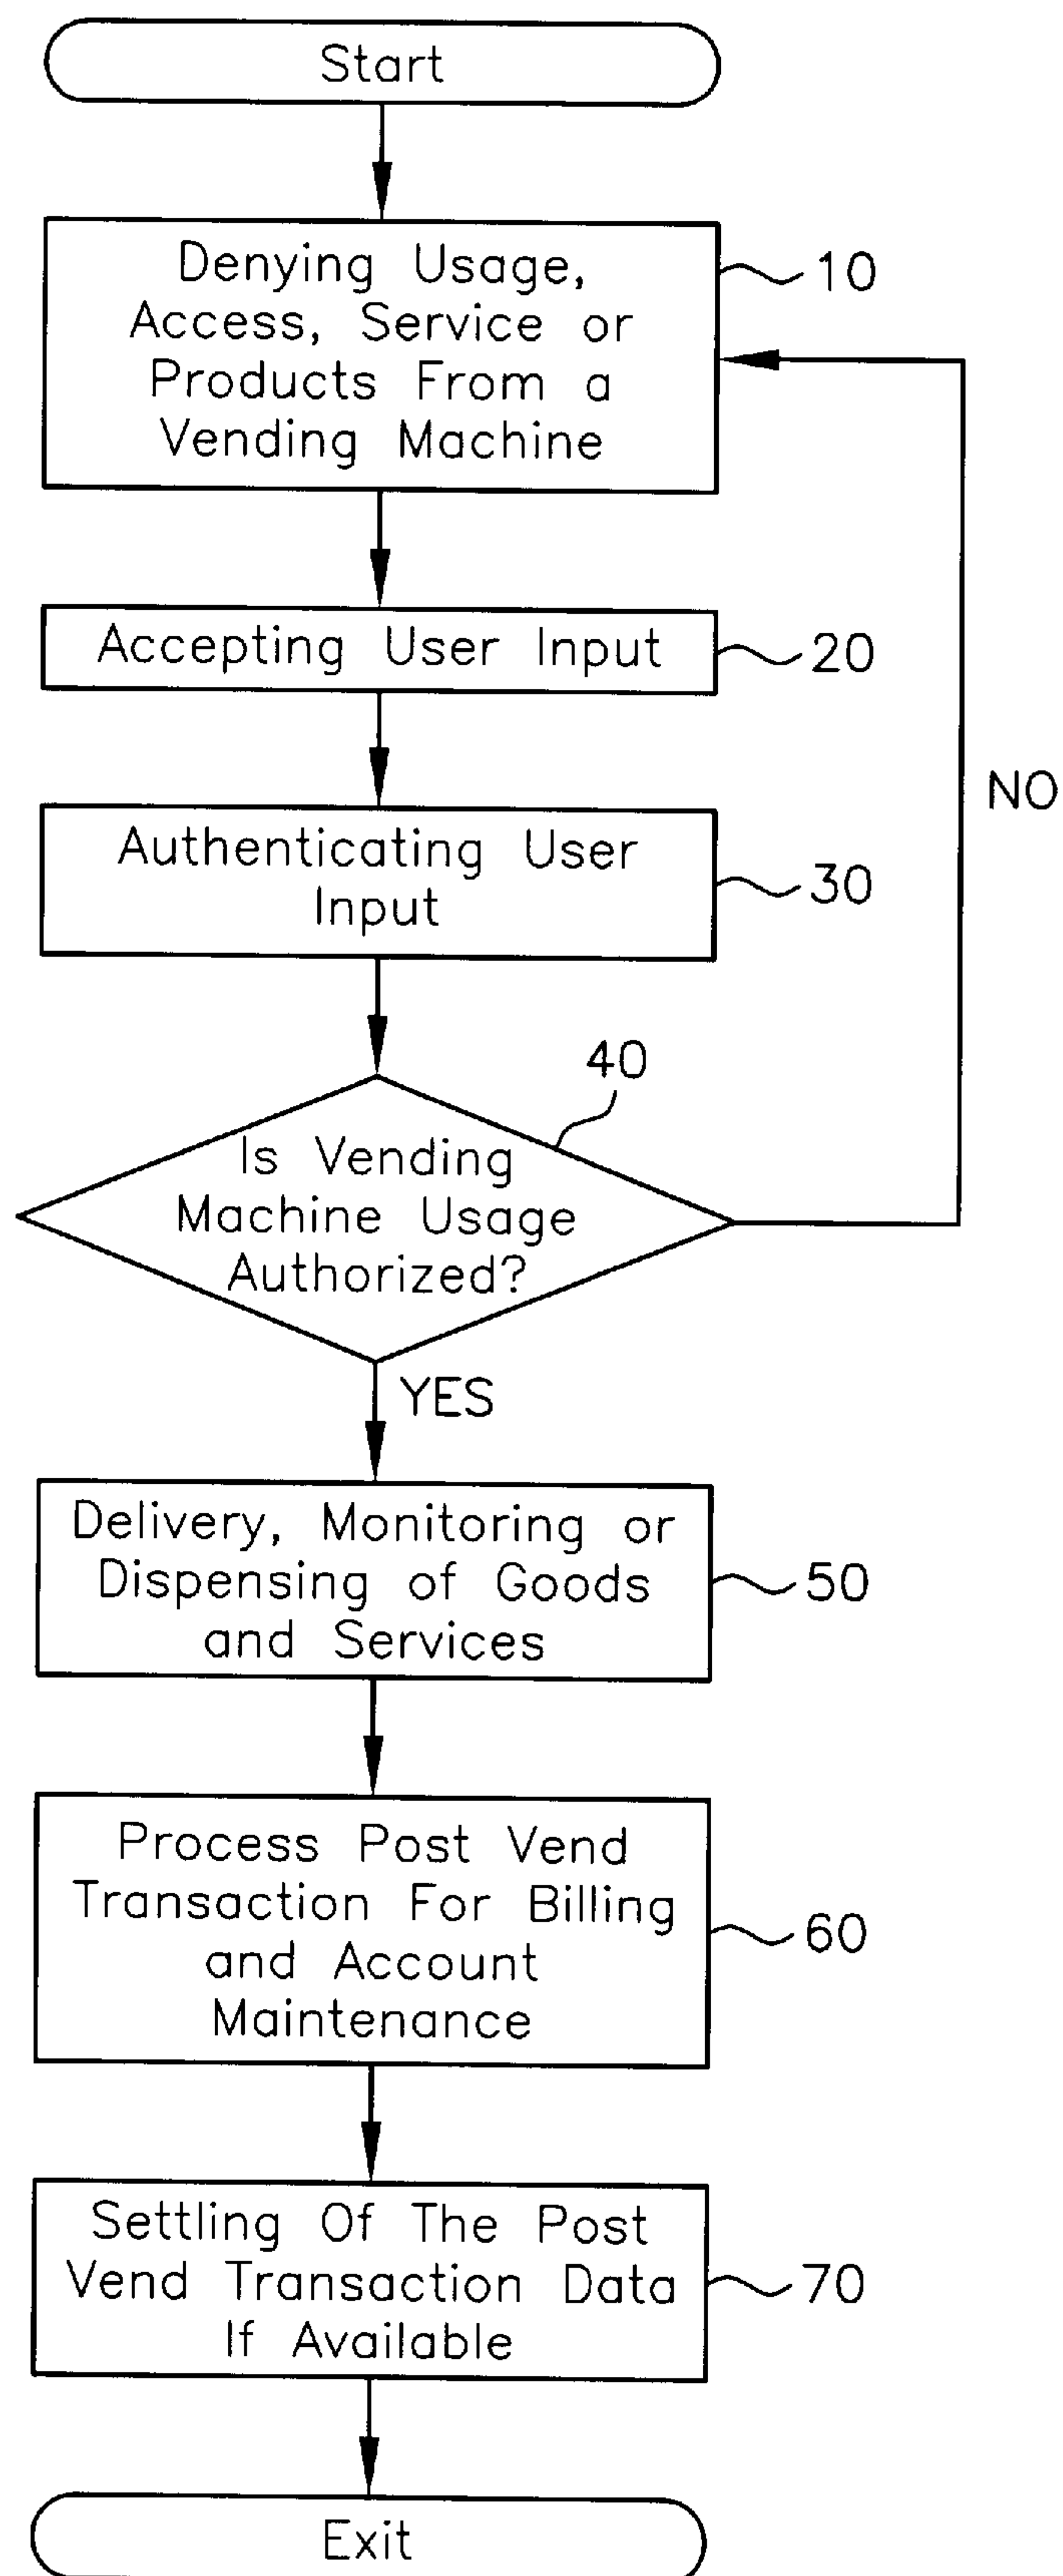 Start
Denying Usage,
Access, Service or
Products From a
Vending Machine
10
Accepting User Input
20
NO
Authenticating User
Input
30
40
Is Vending
Machine Usage
Authorized?
YES
Delivery, Monitoring or
Dispensing of Goods
and Services
50
Process Post Vend
Transaction For Billing
and Account
Maintenance
60
Settling Of The Post
Vend Transaction Data
If Available
70
Exit